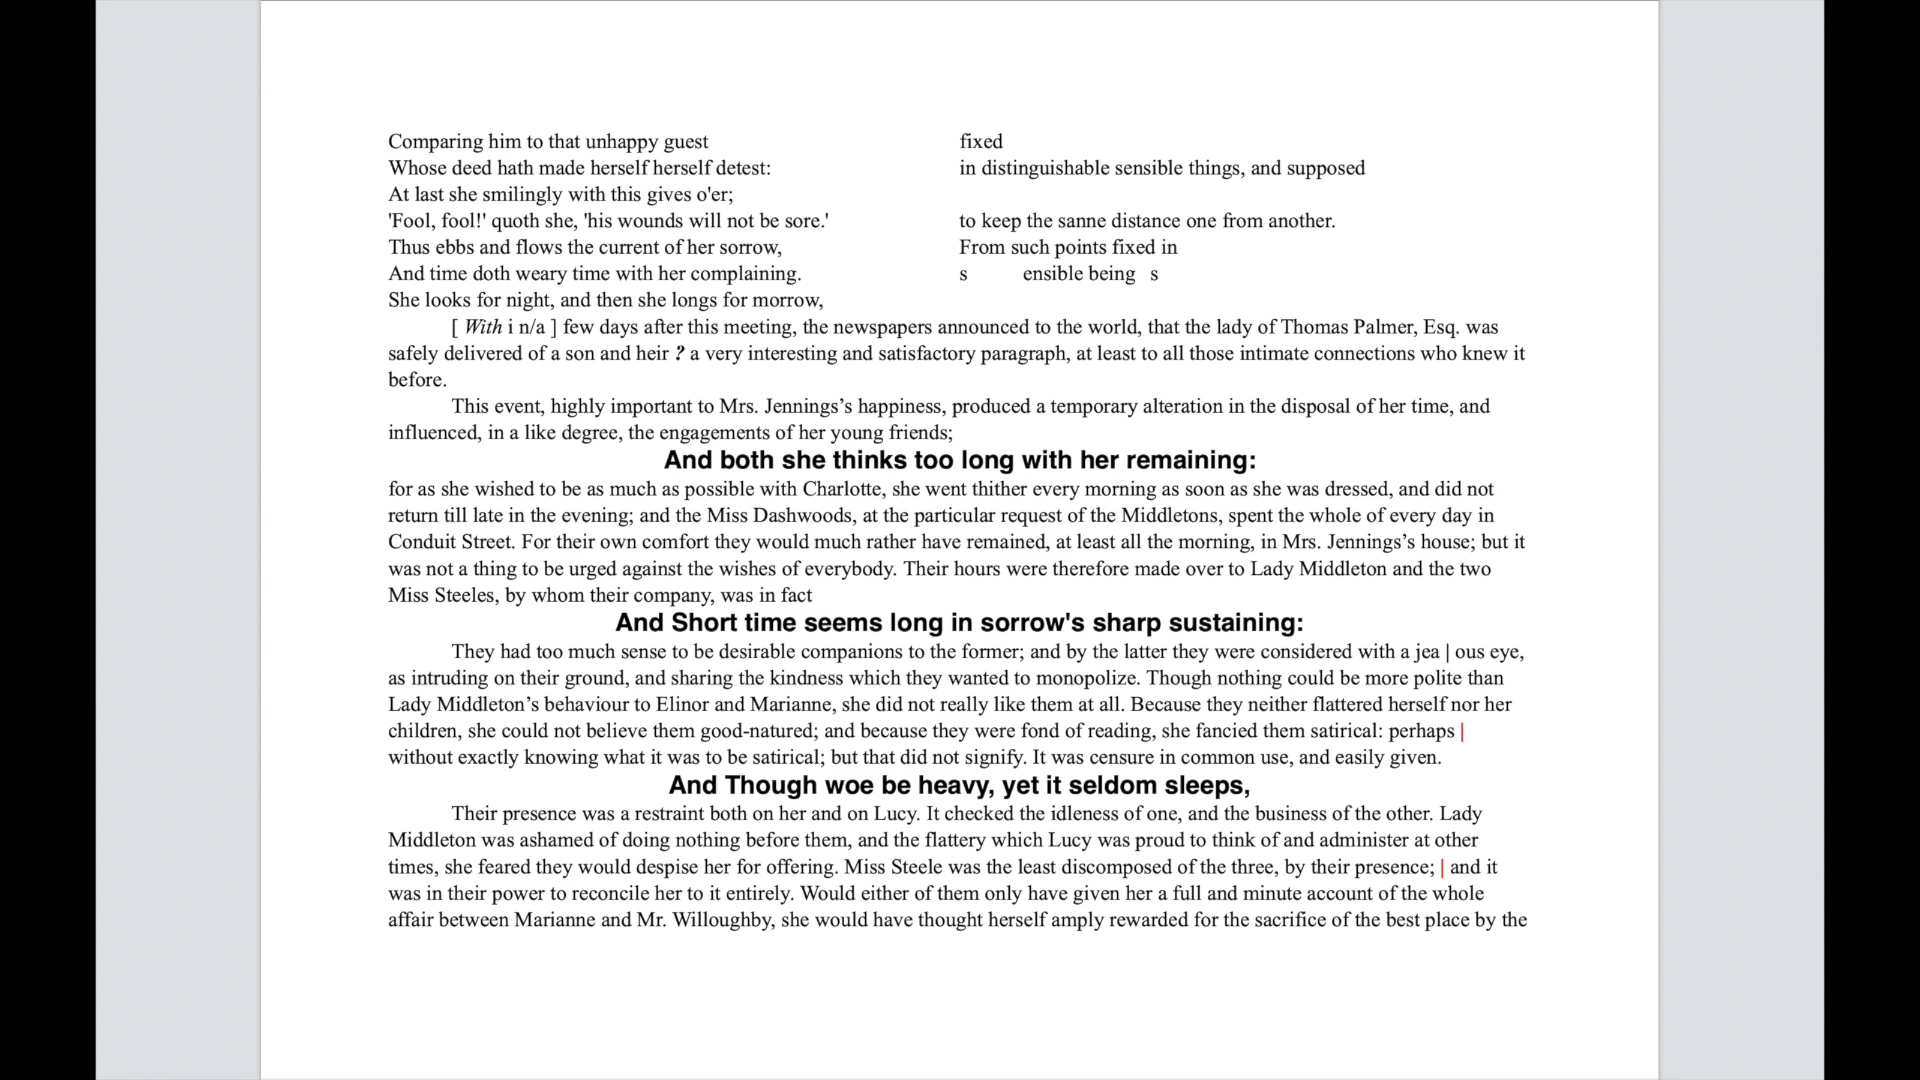 Comparing him to that unhappy guest
Whose deed hath made herself herself detest:
At last she smilingly with this gives o'er;
'Fool, fool!' quoth she, 'his wounds will not be sore.'
Thus ebbs and flows the current of her sorrow,
And time doth weary time with her complaining.
She looks for night, and then she longs for morrow,
fixed
in distinguishable sensible things, and supposed
to keep the sanne distance one from another.
From such points fixed in
s ensible being s
[ With i n/a ] few days after this meeting, the newspapers announced to the world, that the lady of Thomas Palmer, Esq. was
safely delivered of a son and heir ? a very interesting and satisfactory paragraph, at least to all those intimate connections who knew it
before.
This event, highly important to Mrs. Jennings’s happiness, produced a temporary alteration in the disposal of her time, and
influenced, in a like degree, the engagements of her young friends;
And both she thinks too long with her remaining:
for as she wished to be as much as possible with Charlotte, she went thither every morning as soon as she was dressed, and did not
return till late in the evening; and the Miss Dashwoods, at the particular request of the Middletons, spent the whole of every day in
Conduit Street. For their own comfort they would much rather have remained, at least all the morning, in Mrs. Jennings’s house; but it
was not a thing to be urged against the wishes of everybody. Their hours were therefore made over to Lady Middleton and the two
Miss Steeles, by whom their company, was in fact
And Short time seems long in sorrow's sharp sustaining:
They had too much sense to be desirable companions to the former; and by the latter they were considered with a jea | ous eye,
as intruding on their ground, and sharing the kindness which they wanted to monopolize. Though nothing could be more polite than
Lady Middleton’s behaviour to Elinor and Marianne, she did not really like them at all. Because they neither flattered herself nor her
children, she could not believe them good-natured; and because they were fond of reading, she fancied them satirical: perhaps |
without exactly knowing what it was to be satirical; but that did not signify. It was censure in common use, and easily given.
And Though woe be heavy, yet it seldom sleeps,
Their presence was a restraint both on her and on Lucy. It checked the idleness of one, and the business of the other. Lady
Middleton was ashamed of doing nothing before them, and the flattery which Lucy was proud to think of and administer at other
times, she feared they would despise her for offering. Miss Steele was the least discomposed of the three, by their presence; | and it
was in their power to reconcile her to it entirely. Would either of them only have given her a full and minute account of the whole
affair between Marianne and Mr. Willoughby, she would have thought herself amply rewarded for the sacrifice of the best place by the